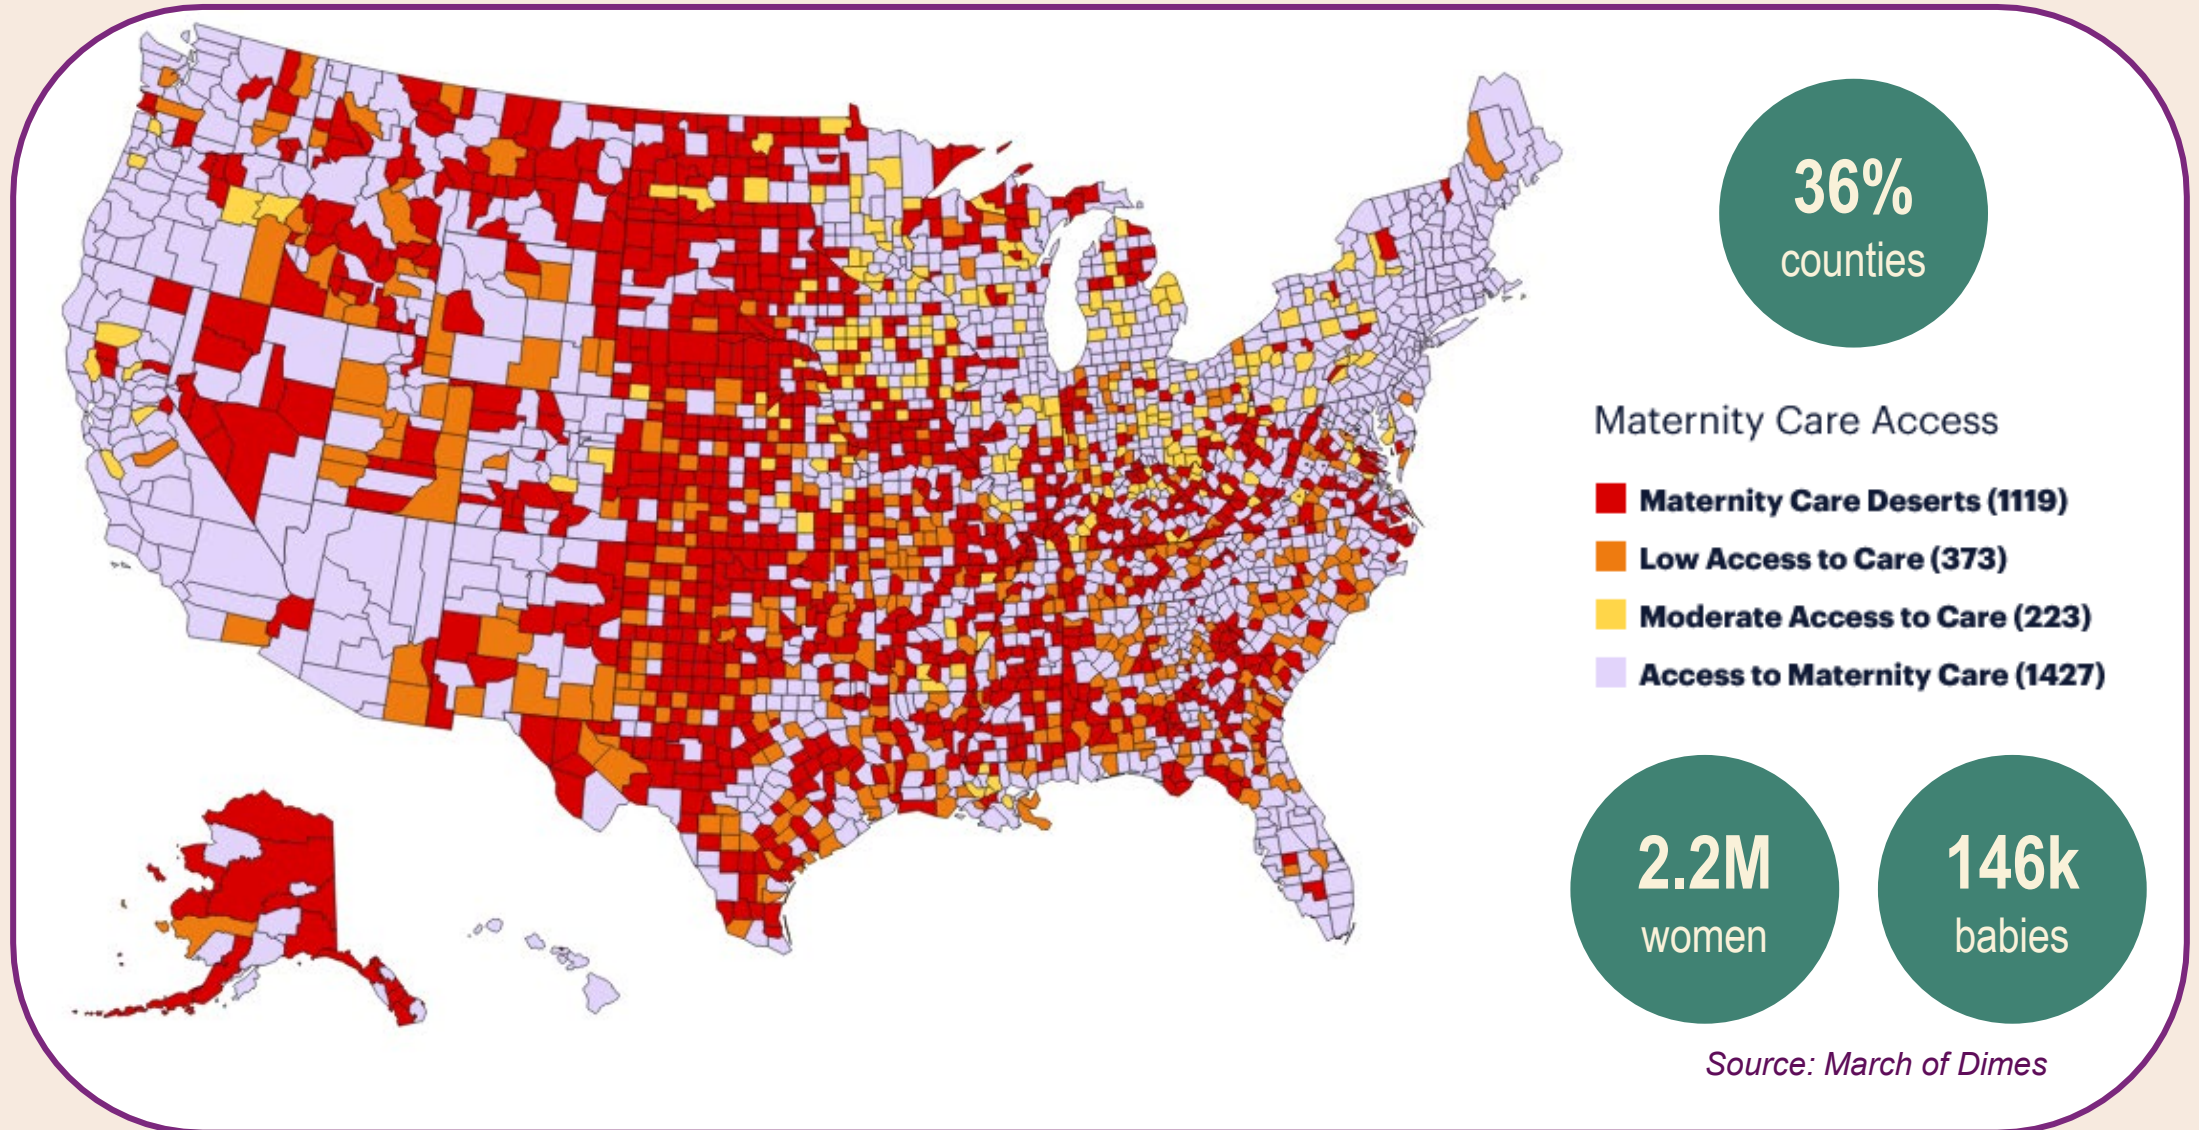 36%
counties
Maternity Care Access
Maternity Care Deserts (1119)
Low Access to Care (373)
Moderate Access to Care (223)
Access to Maternity Care (1427)
2.2M
women
146k
babies
Source: March of Dimes